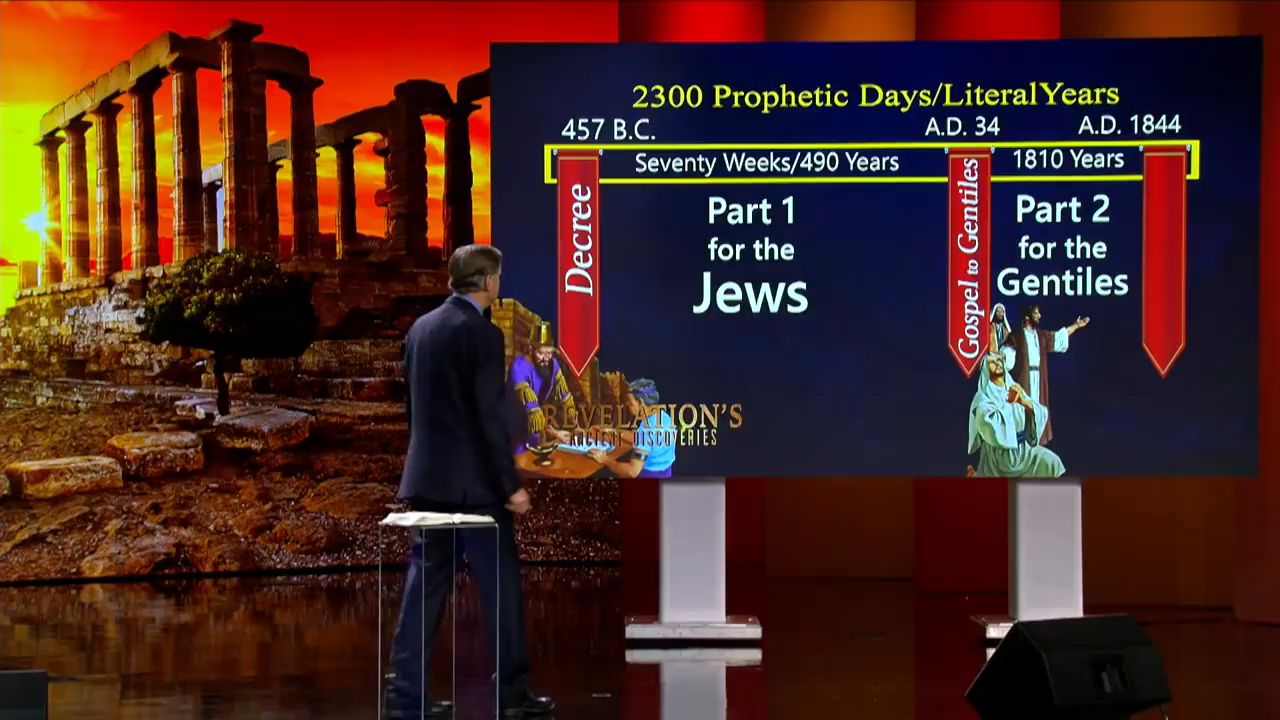 2300 Prophetic Days/LiteralYears
457 B.C. A.D. 34 A.D. 1844
Seventy Weeks/490 Years 1810 Years
Decree
Part 1
for the
Jews
Gospel to Gentiles
Part 2
for the
Gentiles
REVELATION'S
ANCIENT DISCOVERIES